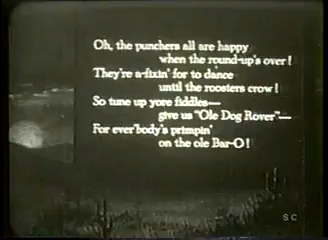 Oh, the punchers all are happy
when the round-up's over!
They're a-fixin' for to dance
until the roosters crow!
So tune up yore fiddles—
give us "Ole Dog Rover"—
For ever'body's primpin'
on the ole Bar-O!
S C